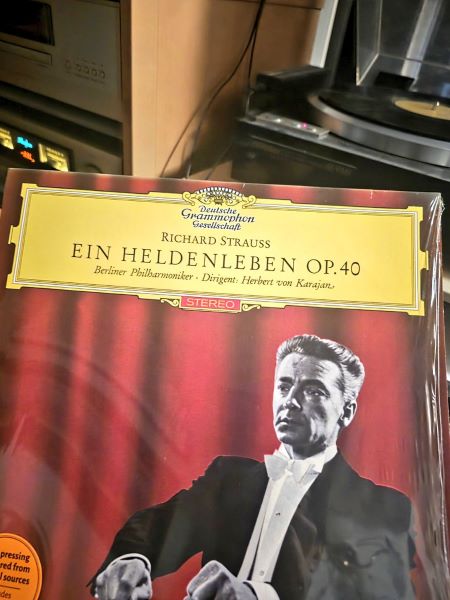 Deutsche
Grammophon
Gesellschaft
RICHARD STRAUSS
EIN HELDENLEBEN OP. 40
Berliner Philharmoniker · Dirigent: Herbert von Karajan
STEREO
pressing
red from
sources